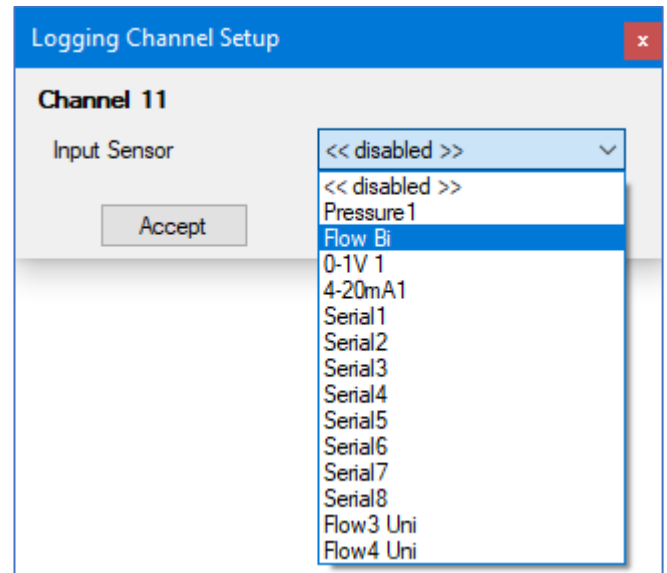 Logging Channel Setup
x
Channel 11
Input Sensor
<< disabled >>
<< disabled >>
Pressure1
Accept
Flow Bi
0-1V 1
4-20mA1
Serial1
Serial2
Serial3
Serial4
Serial5
Serial6
Serial7
Serial8
Flow3 Uni
Flow4 Uni